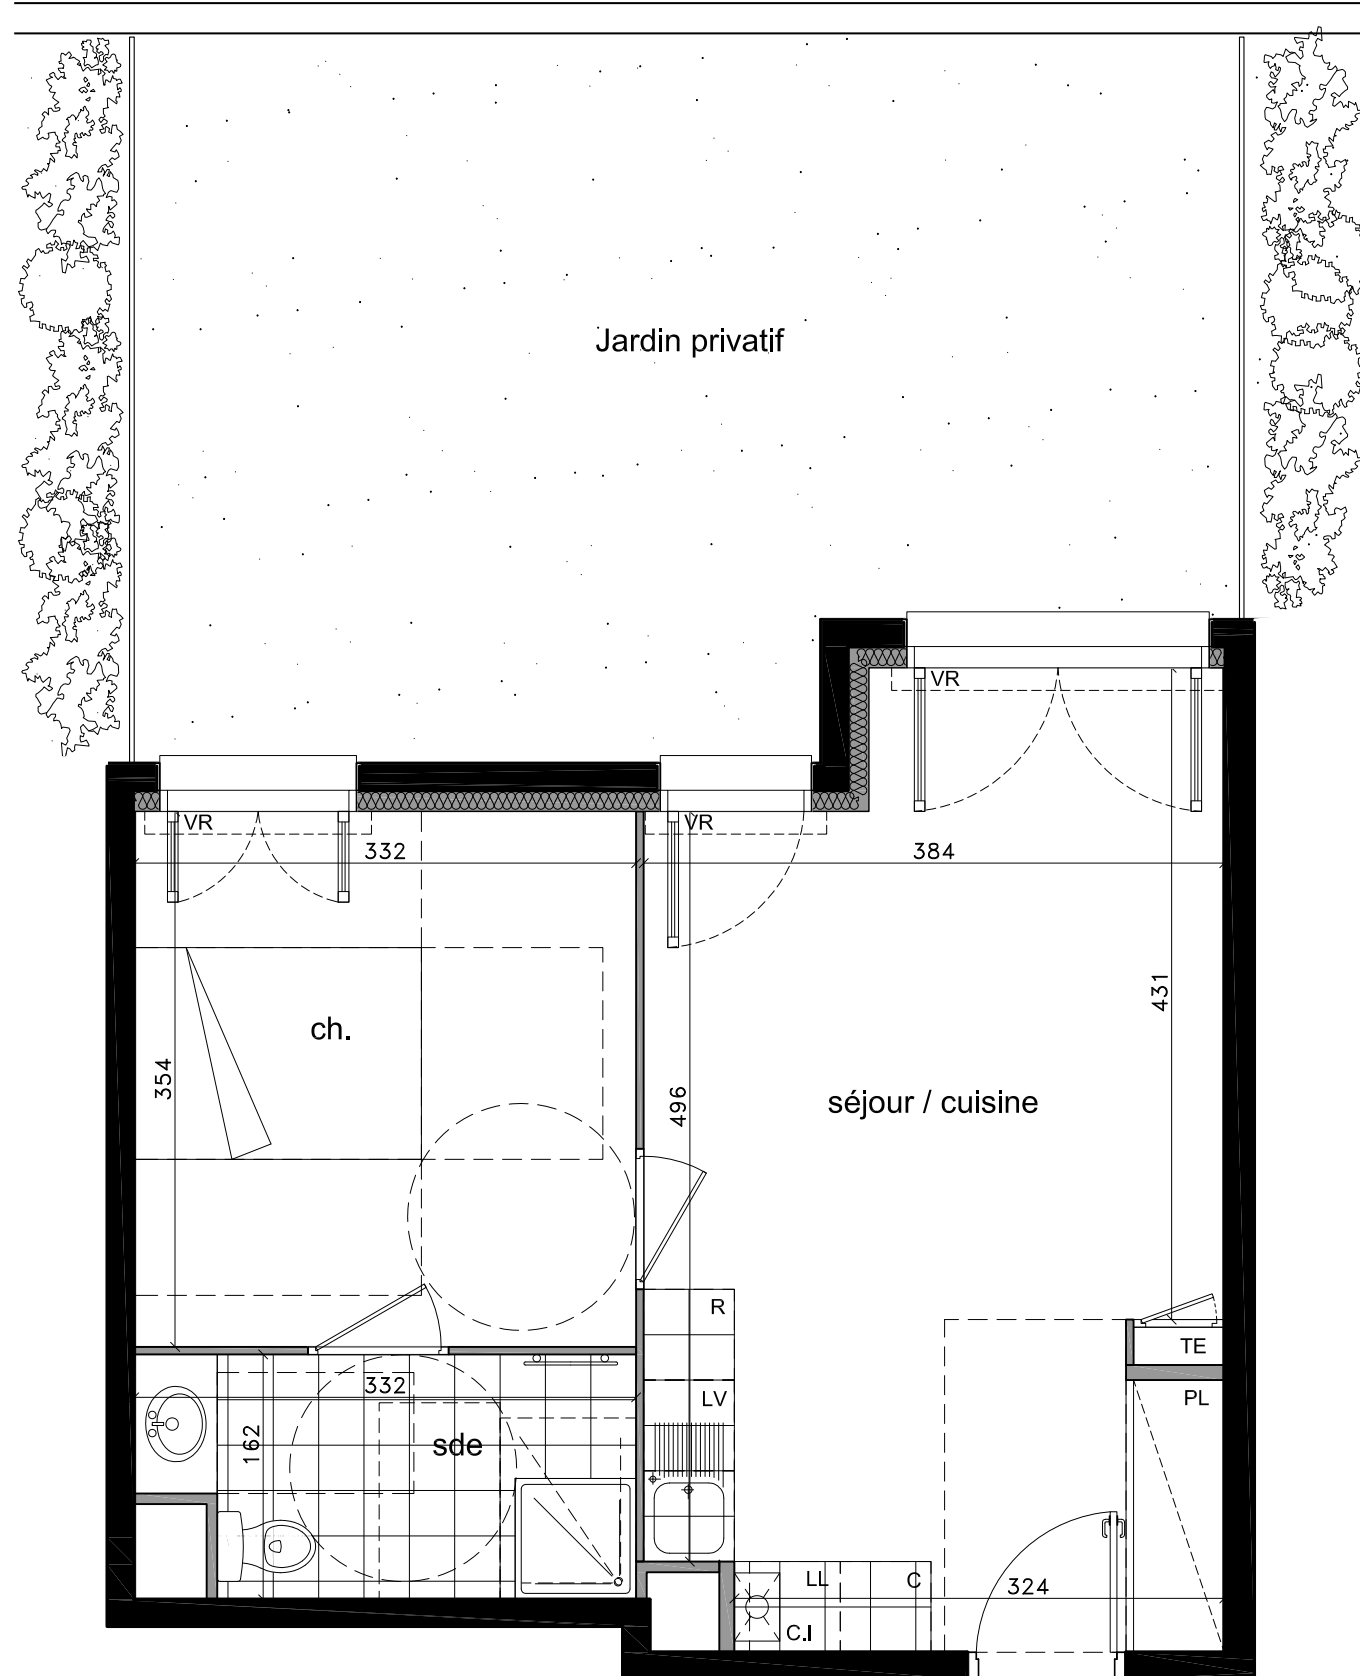 Jardin privatif
VR
VR
VR
332
384
431
ch.
354
496
séjour / cuisine
R
TE
332
LV
PL
162
sde
LL
C
324
C.I